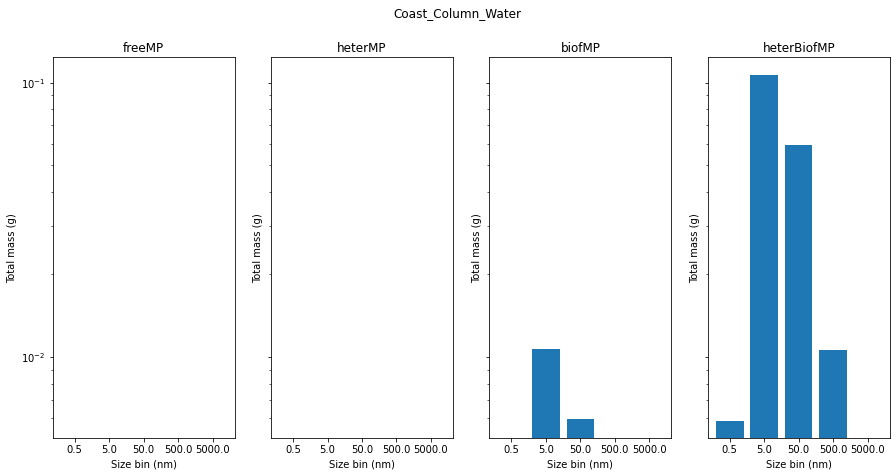 Coast_Column_Water
freeMP
heterMP
biofMP
heterBiofMP
10⁻¹
10⁻²
Total mass (g)
Total mass (g)
Total mass (g)
Total mass (g)
0.5 5.0 50.0 500.0 5000.0
0.5 5.0 50.0 500.0 5000.0
0.5 5.0 50.0 500.0 5000.0
0.5 5.0 50.0 500.0 5000.0
Size bin (nm)
Size bin (nm)
Size bin (nm)
Size bin (nm)